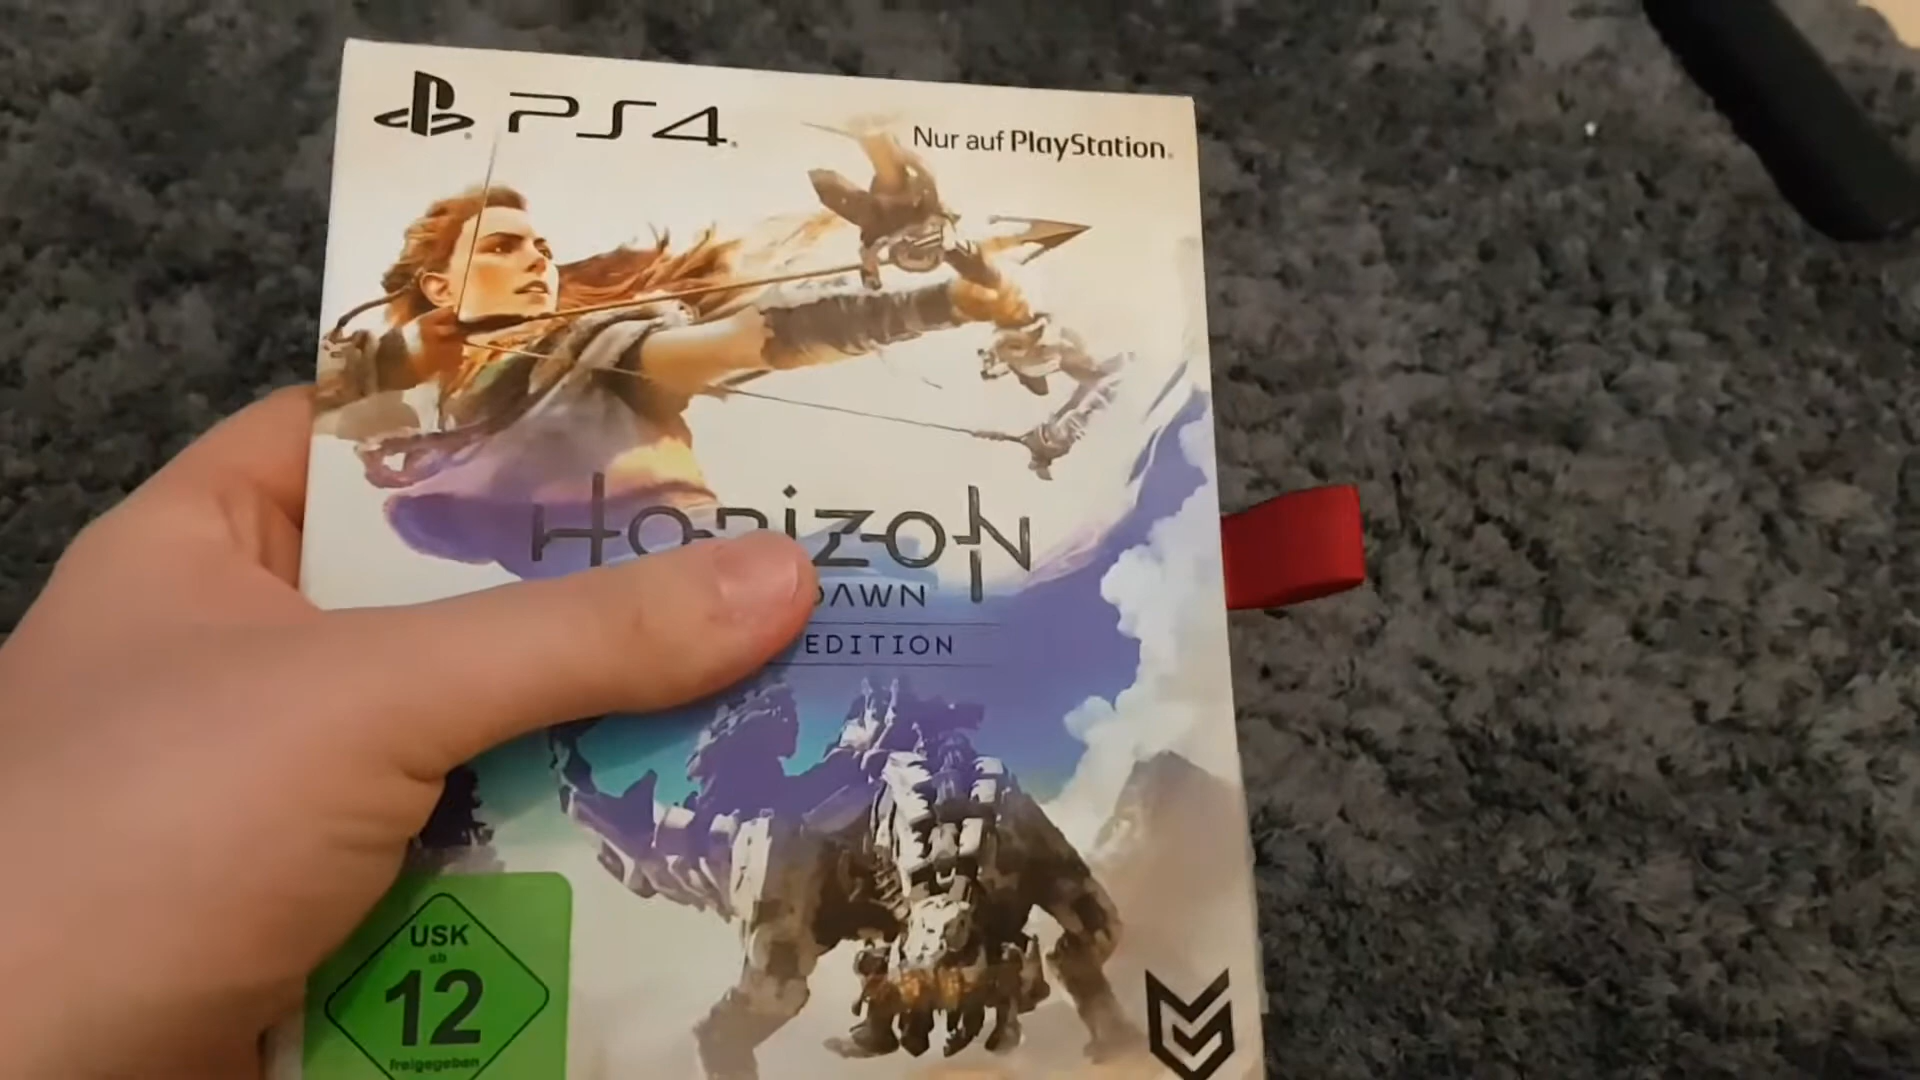 PS4
Nur auf PlayStation
HORIZON
DAWN
EDITION
USK
ab
12
freigegeben